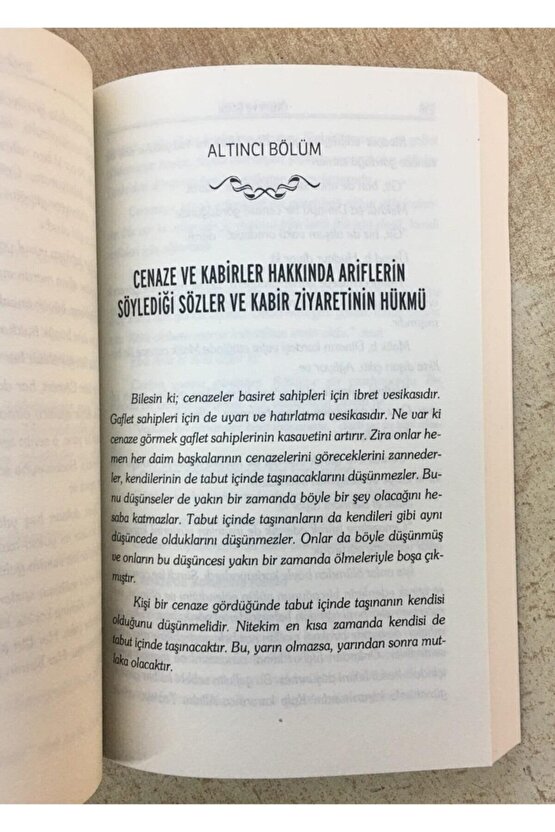 ALTINCI BÖLÜM
CENAZE VE KABİRLER HAKKINDA ARİFLERİN
SÖYLEDİĞİ SÖZLER VE KABİR ZİYARETİNİN HÜKMÜ
Bilesin ki; cenazeler basiret sahipleri için ibret vesikasıdır.
Gaflet sahipleri için de uyarı ve hatırlatma vesikasıdır. Ne var ki
cenaze görmek gaflet sahiplerinin kasavetini artırır. Zira onlar he-
men her daim başkalarının cenazelerini göreceklerini zanneder-
ler, kendilerinin de tabut içinde taşınacaklarını düşünmezler. Bu-
nu düşünseler de yakın bir zamanda böyle bir şey olacağını he-
saba katmazlar. Tabut içinde taşınanların da kendileri gibi aynı
düşüncede olduklarını düşünmezler. Onlar da böyle düşünmüş
ve onların bu düşüncesi yakın bir zamanda ölmeleriyle boşa çık-
mıştır.
Kişi bir cenaze gördüğünde tabut içinde taşınanın kendisi
olduğunu düşünmelidir. Nitekim en kısa zamanda kendisi de
tabut içinde taşınacaktır. Bu, yarın olmazsa, yarından sonra mut-
laka olacaktır.